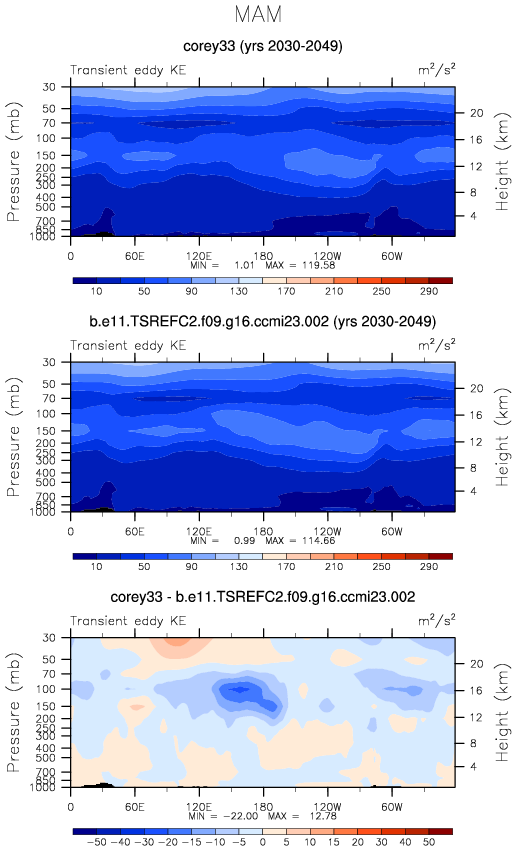 MAM
corey33 (yrs 2030-2049)
Transient eddy KE m²/s²
30
50
70
100
150
200
250
300
400
500
700
850
1000
Pressure (mb)
20
16
12
8
4
Height (km)
0 60E 120E 180 120W 60W
MIN = 1.01 MAX = 119.58
10 50 90 130 170 210 250 290
b.e11.TSREFC2.f09.g16.ccmi23.002 (yrs 2030-2049)
Transient eddy KE m²/s²
30
50
70
100
150
200
250
300
400
500
700
850
1000
Pressure (mb)
20
16
12
8
4
Height (km)
0 60E 120E 180 120W 60W
MIN = 0.99 MAX = 114.66
10 50 90 130 170 210 250 290
corey33 - b.e11.TSREFC2.f09.g16.ccmi23.002
Transient eddy KE m²/s²
30
50
70
100
150
200
250
300
400
500
700
850
1000
Pressure (mb)
20
16
12
8
4
Height (km)
0 60E 120E 180 120W 60W
MIN = -22.00 MAX = 12.78
-50 -40 -30 -20 -15 -10 -5 0 5 10 15 20 30 40 50